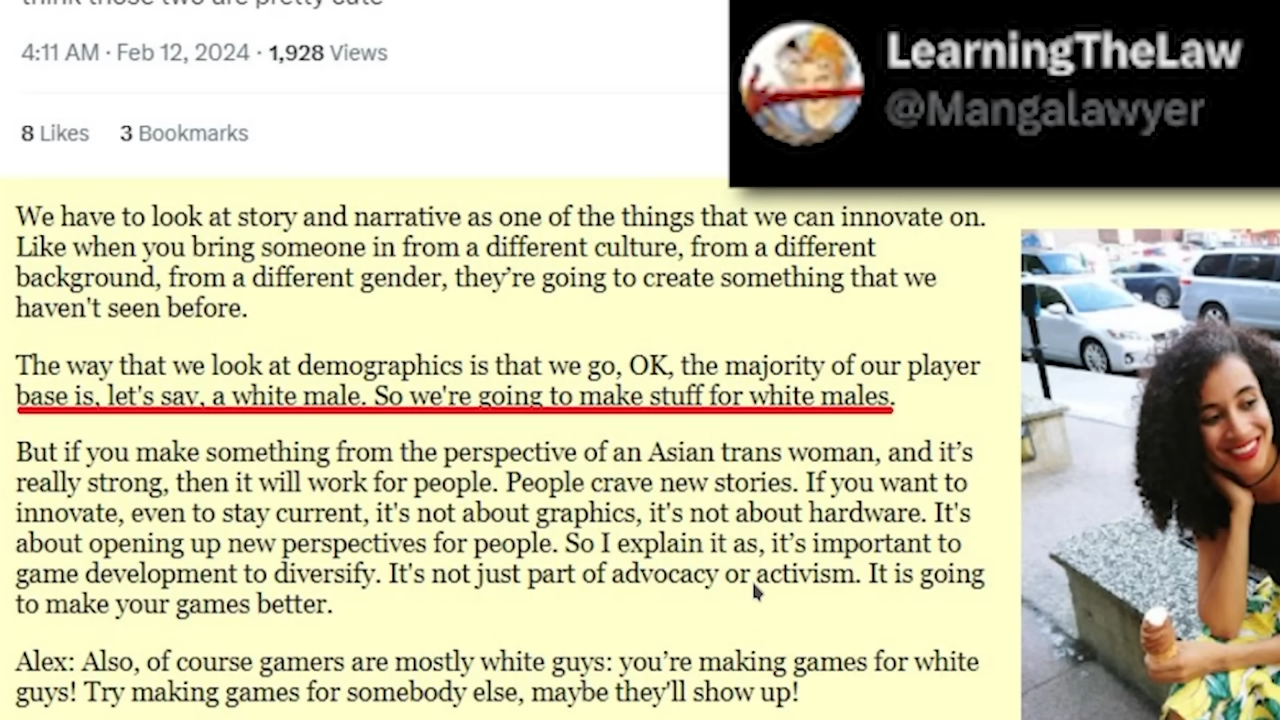 think those two are pretty cute
4:11 AM · Feb 12, 2024 · 1,928 Views
8 Likes 3 Bookmarks
LearningTheLaw
@Mangalawyer
We have to look at story and narrative as one of the things that we can innovate on.
Like when you bring someone in from a different culture, from a different
background, from a different gender, they’re going to create something that we
haven't seen before.
The way that we look at demographics is that we go, OK, the majority of our player
base is, let's say, a white male. So we're going to make stuff for white males.
But if you make something from the perspective of an Asian trans woman, and it’s
really strong, then it will work for people. People crave new stories. If you want to
innovate, even to stay current, it's not about graphics, it's not about hardware. It's
about opening up new perspectives for people. So I explain it as, it’s important to
game development to diversify. It's not just part of advocacy or activism. It is going
to make your games better.
Alex: Also, of course gamers are mostly white guys: you’re making games for white
guys! Try making games for somebody else, maybe they'll show up!